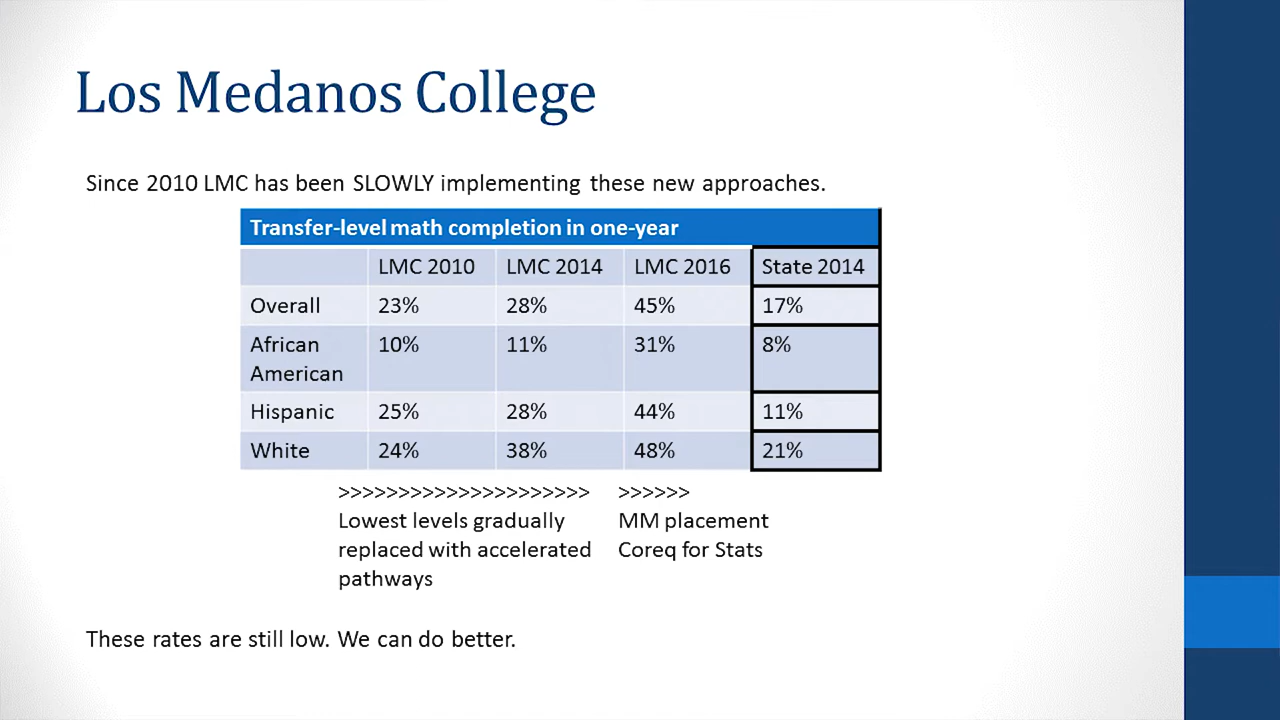 Los Medanos College
Since 2010 LMC has been SLOWLY implementing these new approaches.
Transfer-level math completion in one-year
LMC 2010 LMC 2014 LMC 2016 State 2014
Overall 23% 28% 45% 17%
African 10% 11% 31% 8%
American
Hispanic 25% 28% 44% 11%
White 24% 38% 48% 21%
>>>>>>>>>>>>>>>>>>>>> >>>>>>
Lowest levels gradually MM placement
replaced with accelerated Coreq for Stats
pathways
These rates are still low. We can do better.